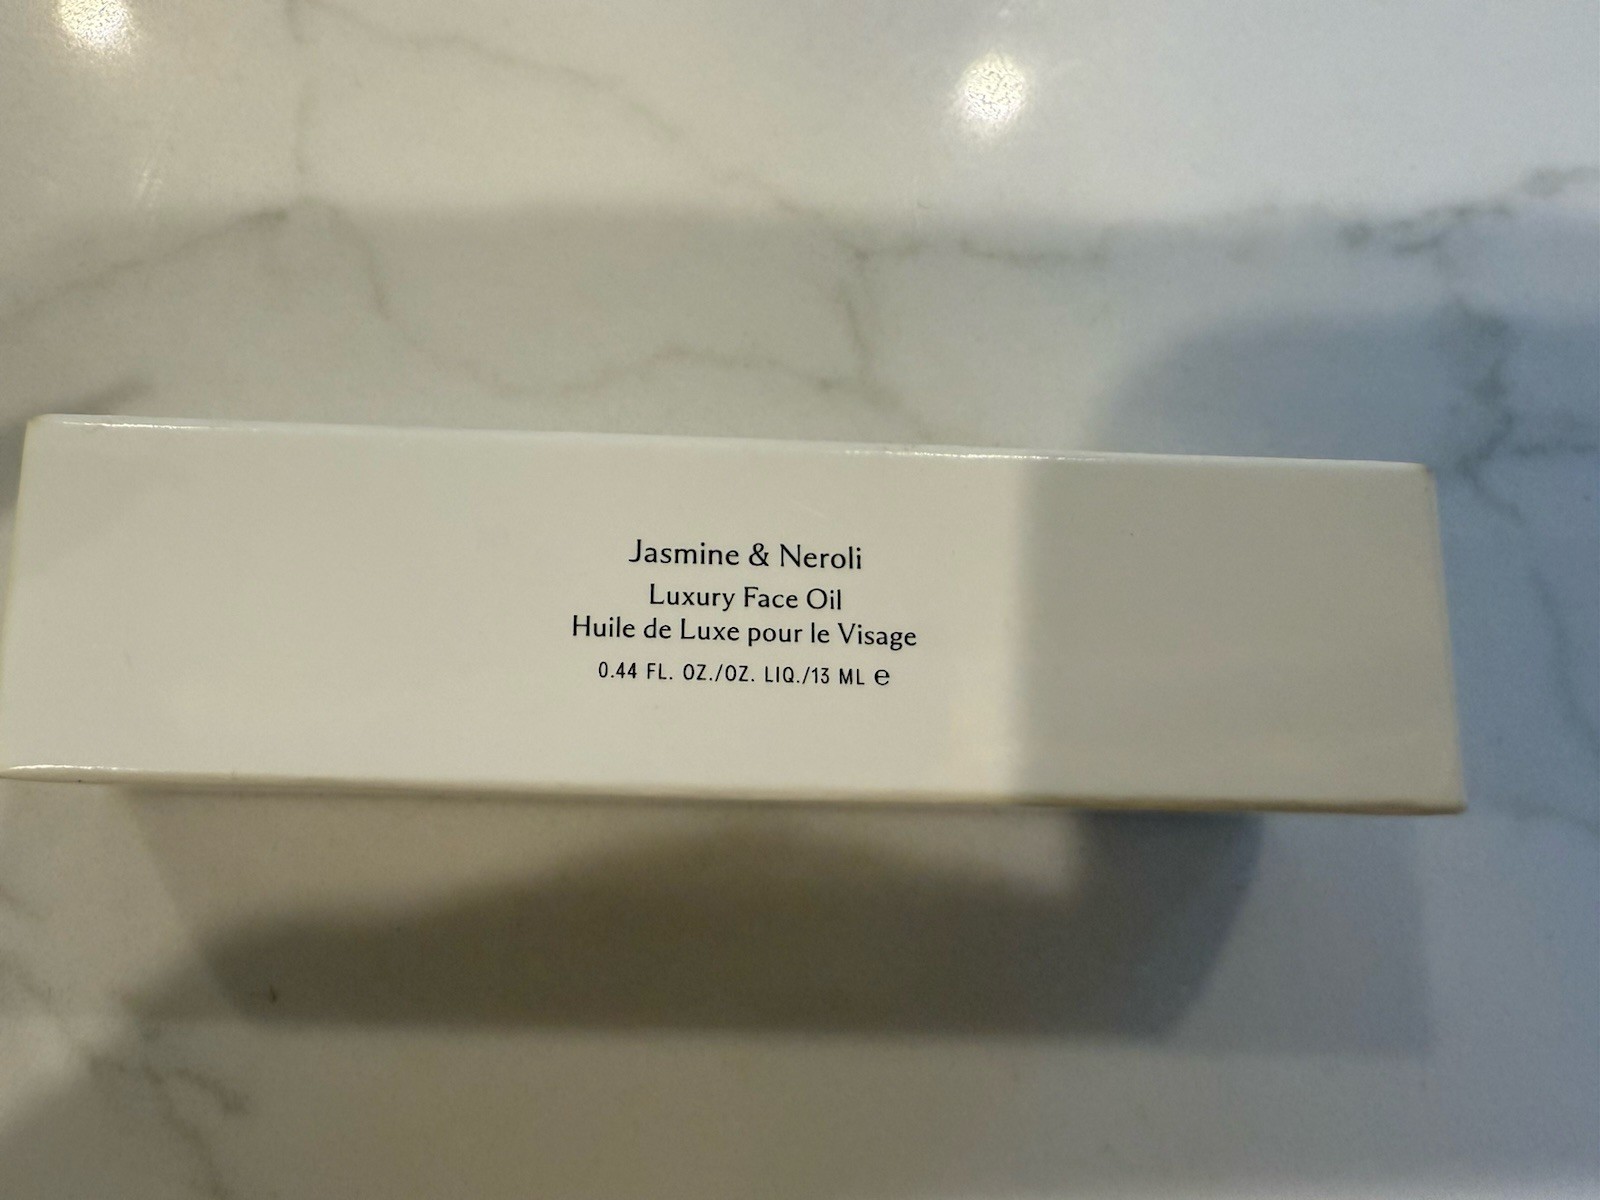 Jasmine & Neroli
Luxury Face Oil
Huile de Luxe pour le Visage
0.44 FL. OZ./OZ. LIQ./13 ML ℮